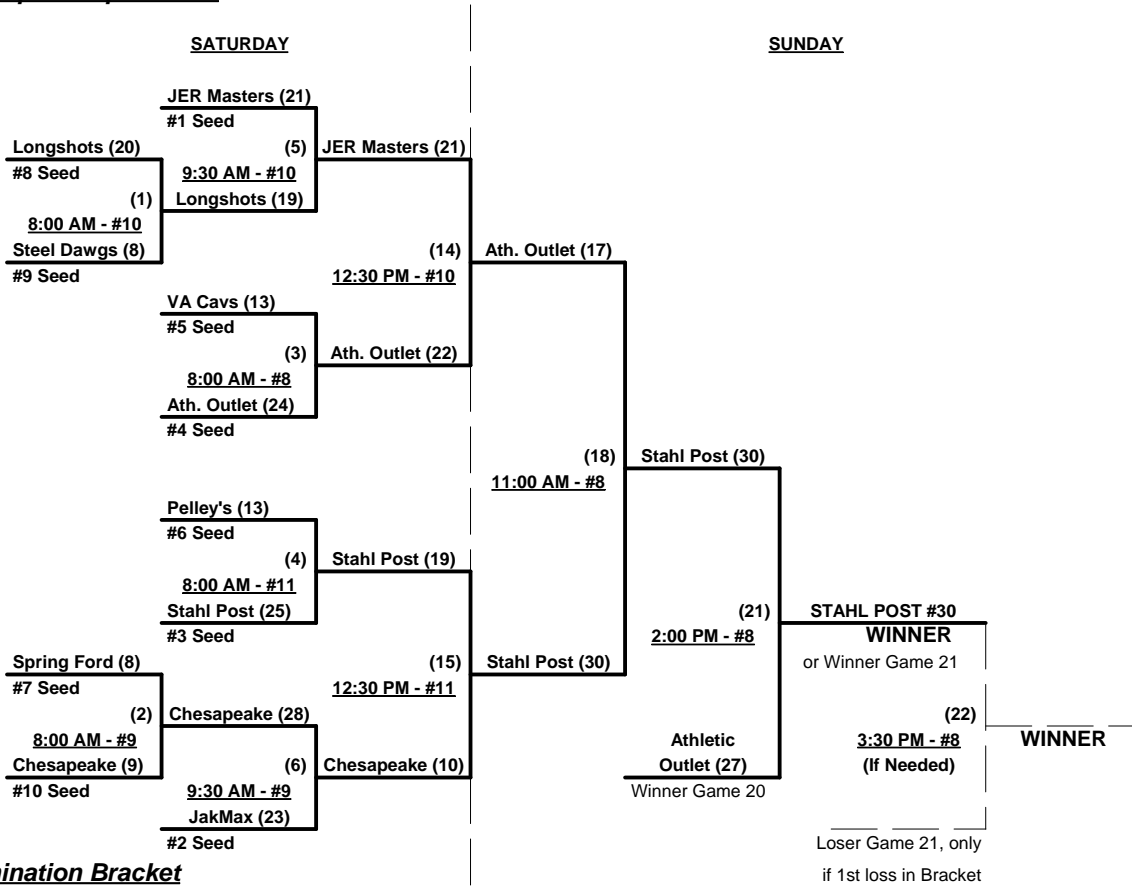 SATURDAY
SUNDAY
JER Masters (21)
#1 Seed
Longshots (20)
(5)
JER Masters (21)
#8 Seed
9:30 AM - #10
(1)
Longshots (19)
8:00 AM - #10
Steel Dawgs (8)
(14)
Ath. Outlet (17)
#9 Seed
12:30 PM - #10
VA Cavs (13)
#5 Seed
(3)
Ath. Outlet (22)
8:00 AM - #8
Ath. Outlet (24)
#4 Seed
(18)
Stahl Post (30)
11:00 AM - #8
Pelley's (13)
#6 Seed
(4)
Stahl Post (19)
8:00 AM - #11
Stahl Post (25)
(21)
STAHL POST #30
#3 Seed
2:00 PM - #8
WINNER
Spring Ford (8)
(15)
Stahl Post (30)
or Winner Game 21
#7 Seed
12:30 PM - #11
(2)
Chesapeake (28)
(22)
8:00 AM - #9
Athletic
3:30 PM - #8
WINNER
Chesapeake (9)
(6)
Chesapeake (10)
Outlet (27)
(If Needed)
#10 Seed
9:30 AM - #9
Winner Game 20
JakMax (23)
#2 Seed
Loser Game 21, only
if 1st loss in Bracket
mination Bracket